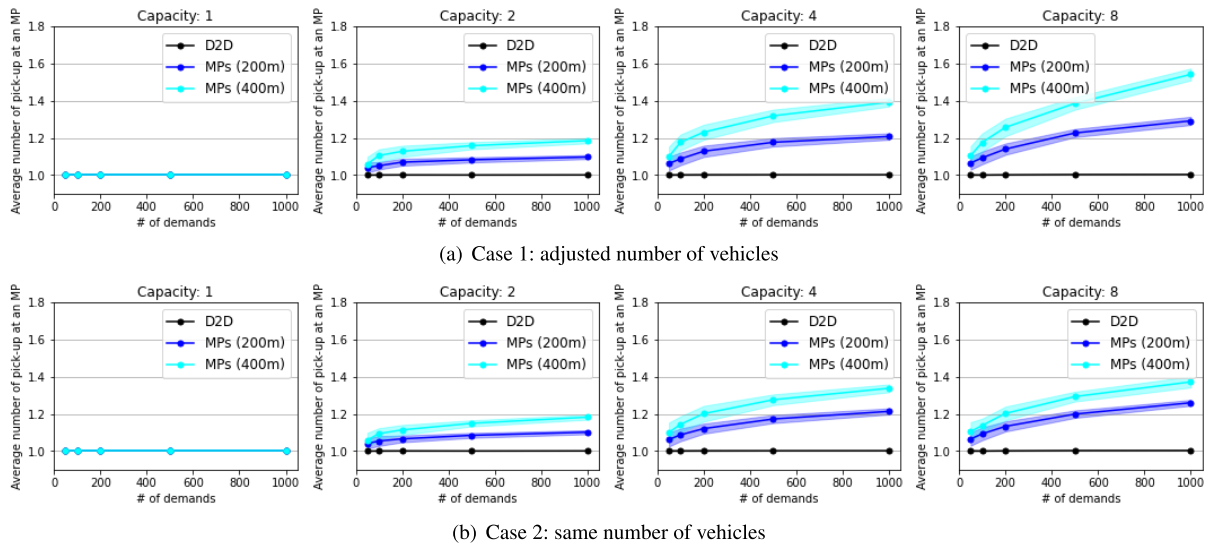 Capacity: 1
Average number of pick-up at an MP
1.8
1.6
1.4
1.2
1.0
D2D
MPs (200m)
MPs (400m)
0 200 400 600 800 1000
# of demands
Capacity: 2
Average number of pick-up at an MP
1.8
1.6
1.4
1.2
1.0
D2D
MPs (200m)
MPs (400m)
0 200 400 600 800 1000
# of demands
Capacity: 4
Average number of pick-up at an MP
1.8
1.6
1.4
1.2
1.0
D2D
MPs (200m)
MPs (400m)
0 200 400 600 800 1000
# of demands
Capacity: 8
Average number of pick-up at an MP
1.8
1.6
1.4
1.2
1.0
D2D
MPs (200m)
MPs (400m)
0 200 400 600 800 1000
# of demands
(a) Case 1: adjusted number of vehicles
Capacity: 1
Average number of pick-up at an MP
1.8
1.6
1.4
1.2
1.0
D2D
MPs (200m)
MPs (400m)
0 200 400 600 800 1000
# of demands
Capacity: 2
Average number of pick-up at an MP
1.8
1.6
1.4
1.2
1.0
D2D
MPs (200m)
MPs (400m)
0 200 400 600 800 1000
# of demands
Capacity: 4
Average number of pick-up at an MP
1.8
1.6
1.4
1.2
1.0
D2D
MPs (200m)
MPs (400m)
0 200 400 600 800 1000
# of demands
Capacity: 8
Average number of pick-up at an MP
1.8
1.6
1.4
1.2
1.0
D2D
MPs (200m)
MPs (400m)
0 200 400 600 800 1000
# of demands
(b) Case 2: same number of vehicles